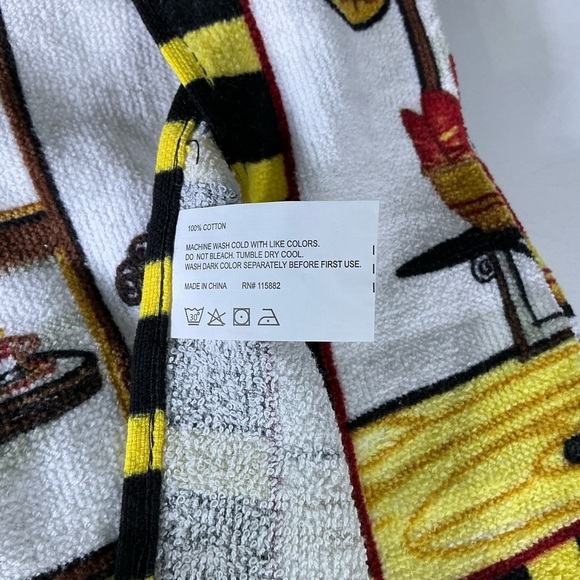 100% COTTON
MACHINE WASH COLD WITH LIKE COLORS.
DO NOT BLEACH. TUMBLE DRY COOL.
WASH DARK COLOR SEPARATELY BEFORE FIRST USE.
MADE IN CHINA RN# 115882
30°